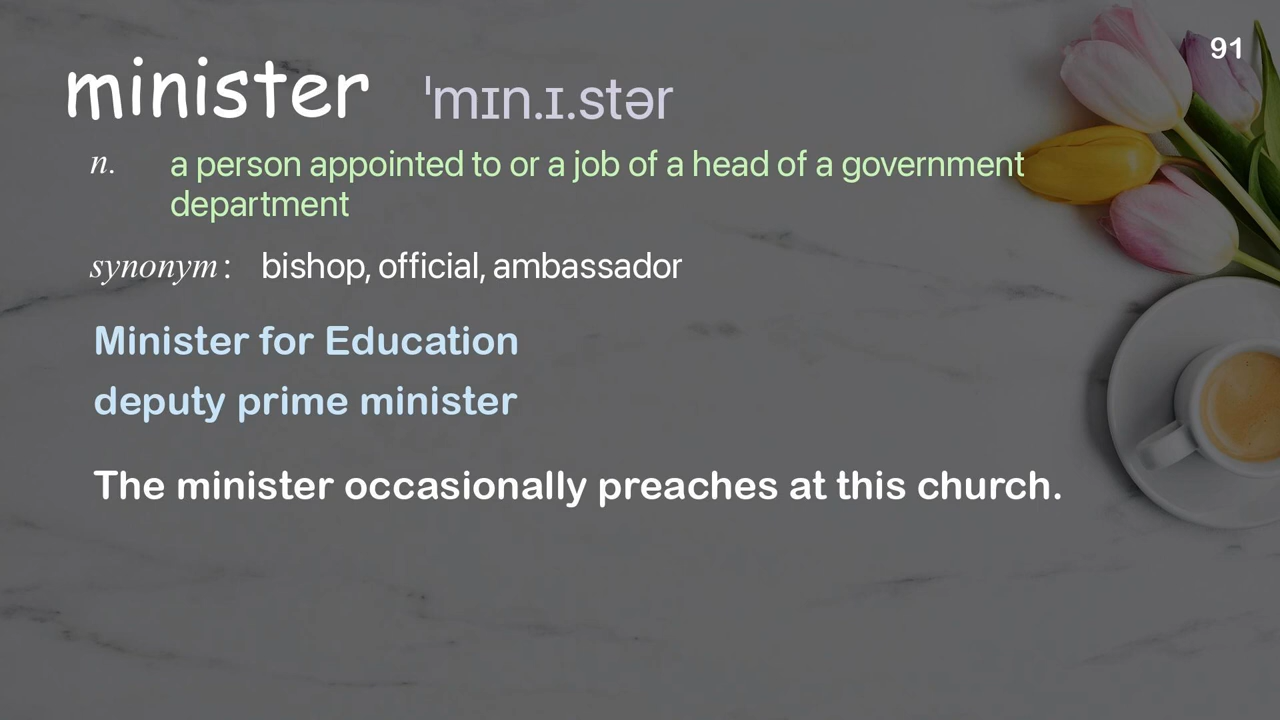 91
minister ˈmɪn.ɪ.stər
n. a person appointed to or a job of a head of a government
department
synonym: bishop, official, ambassador
Minister for Education
deputy prime minister
The minister occasionally preaches at this church.